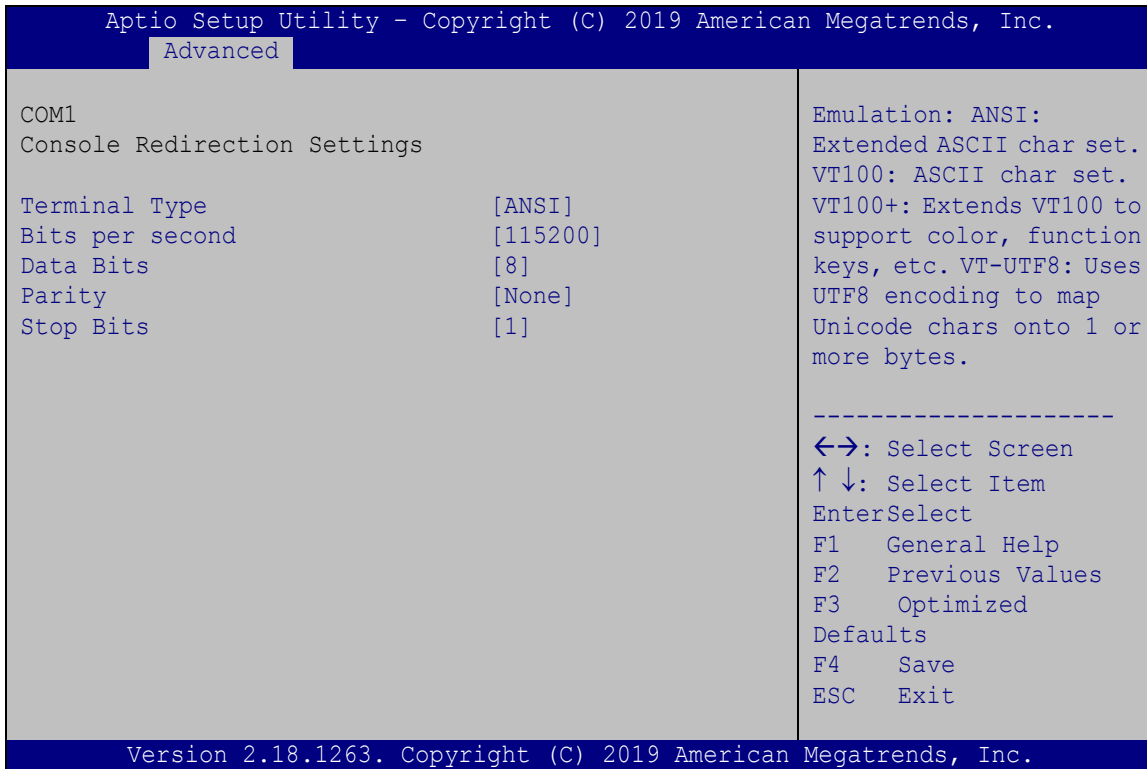 Aptio Setup Utility – Copyright (C) 2019 American Megatrends, Inc.
Advanced
COM1
Console Redirection Settings
Terminal Type [ANSI]
Bits per second [115200]
Data Bits [8]
Parity [None]
Stop Bits [1]
Emulation: ANSI:
Extended ASCII char set.
VT100: ASCII char set.
VT100+: Extends VT100 to
support color, function
keys, etc. VT-UTF8: Uses
UTF8 encoding to map
Unicode chars onto 1 or
more bytes.
---------------------
←→: Select Screen
↑ ↓: Select Item
EnterSelect
F1 General Help
F2 Previous Values
F3 Optimized
Defaults
F4 Save
ESC Exit
Version 2.18.1263. Copyright (C) 2019 American Megatrends, Inc.